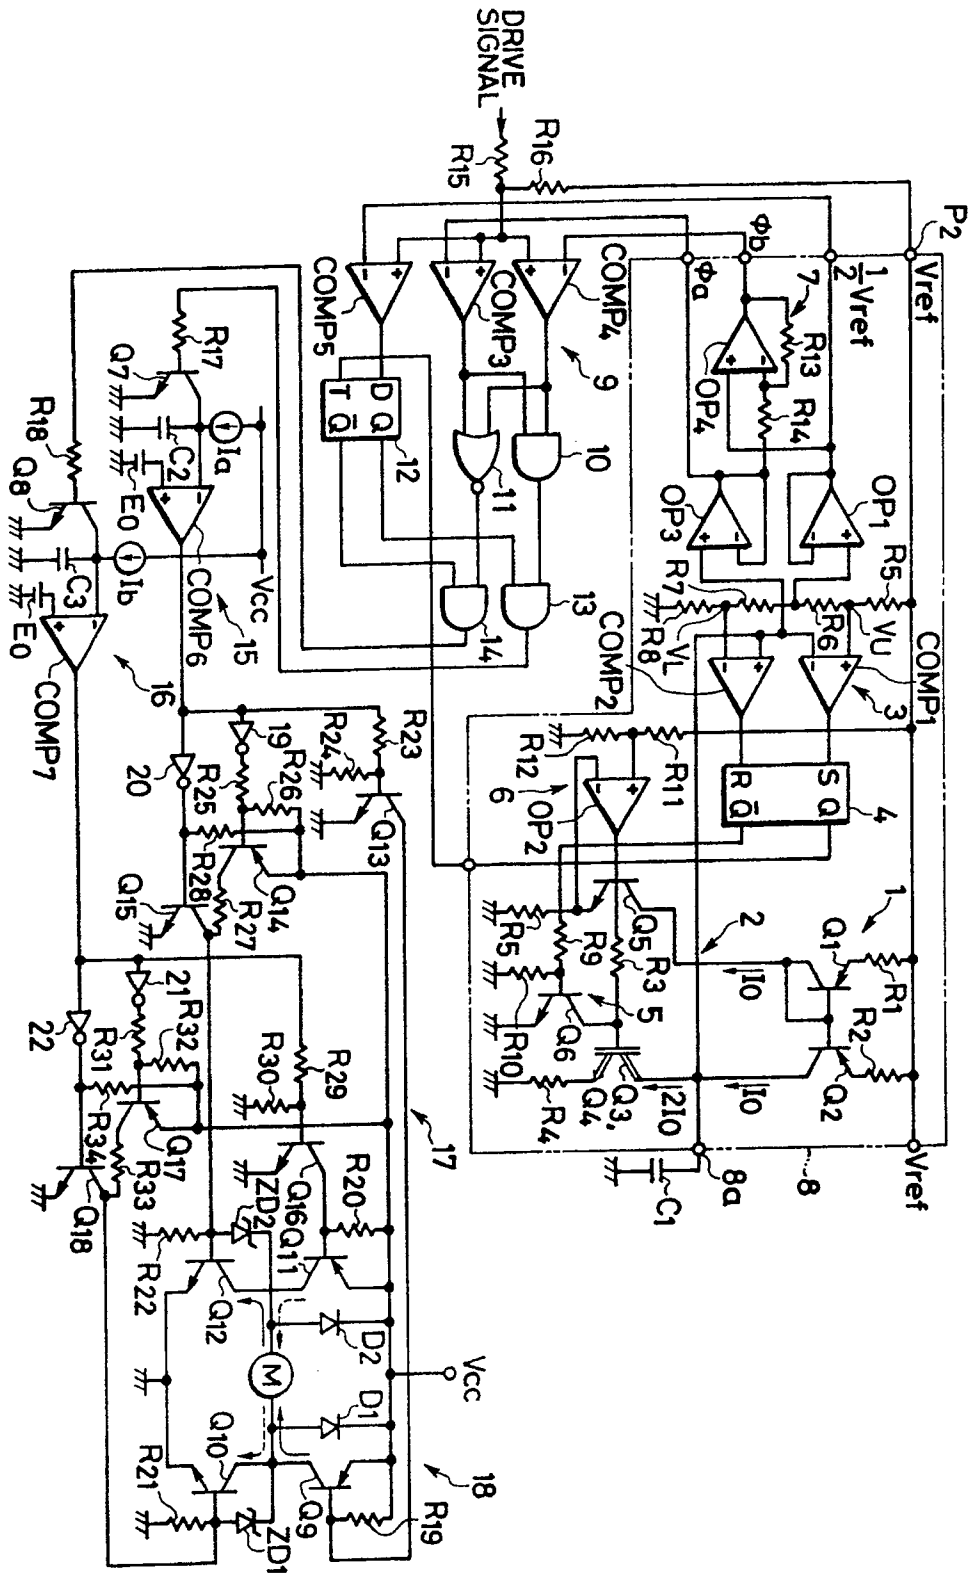 DRIVE
SIGNAL
R15
R16
P2
Vref
1/2 Vref
Φb
Φa
7
R13
R14
OP4
OP3
OP1
R5
R6
R7
R8
VU
VL
COMP1
COMP2
3
S Q
R Q̄
4
Vref
R1
R2
1
Q1
Q2
I0
I0
2
2I0
8a
8
C1
R11
R12
6
OP2
Q5
R5
R9
R3
R10
5
Q6
Q3,
Q4
R4
COMP4
COMP3
COMP5
9
10
11
D Q
T Q̄
12
13
14
R17
Q7
C2
Ia
E0
COMP6
15
Vcc
R18
Q8
C3
Ib
E0
COMP7
16
R23
R24
Q13
19
20
R25
R26
R28
R27
Q14
Q15
17
21
22
R31
R32
R34
R33
Q17
Q18
R29
R30
Q16
R20
Q11
ZD2
R22
Q12
D2
M
D1
Vcc
18
Q10
Q9
R19
R21
ZD1